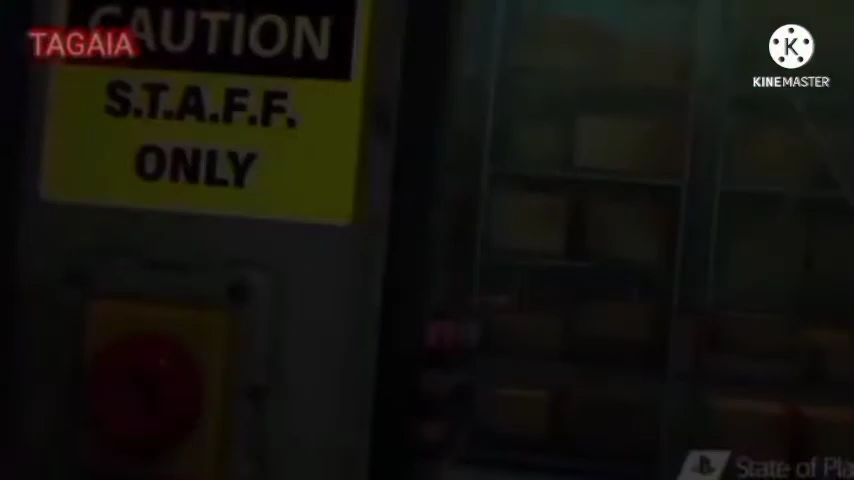 TAGAIA
CAUTION
S.T.A.F.F.
ONLY
KINEMASTER
State of Pla